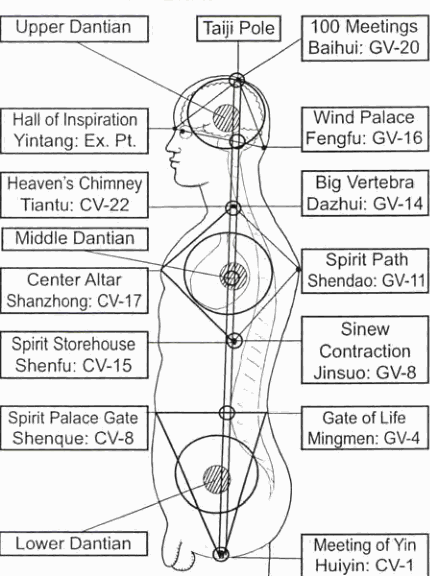 Upper Dantian
Taiji Pole
100 Meetings
Baihui: GV-20
Hall of Inspiration
Yintang: Ex. Pt.
Wind Palace
Fengfu: GV-16
Heaven's Chimney
Tiantu: CV-22
Big Vertebra
Dazhui: GV-14
Middle Dantian
Center Altar
Shanzhong: CV-17
Spirit Path
Shendao: GV-11
Spirit Storehouse
Shenfu: CV-15
Sinew
Contraction
Jinsuo: GV-8
Spirit Palace Gate
Shenque: CV-8
Gate of Life
Mingmen: GV-4
Lower Dantian
Meeting of Yin
Huiyin: CV-1